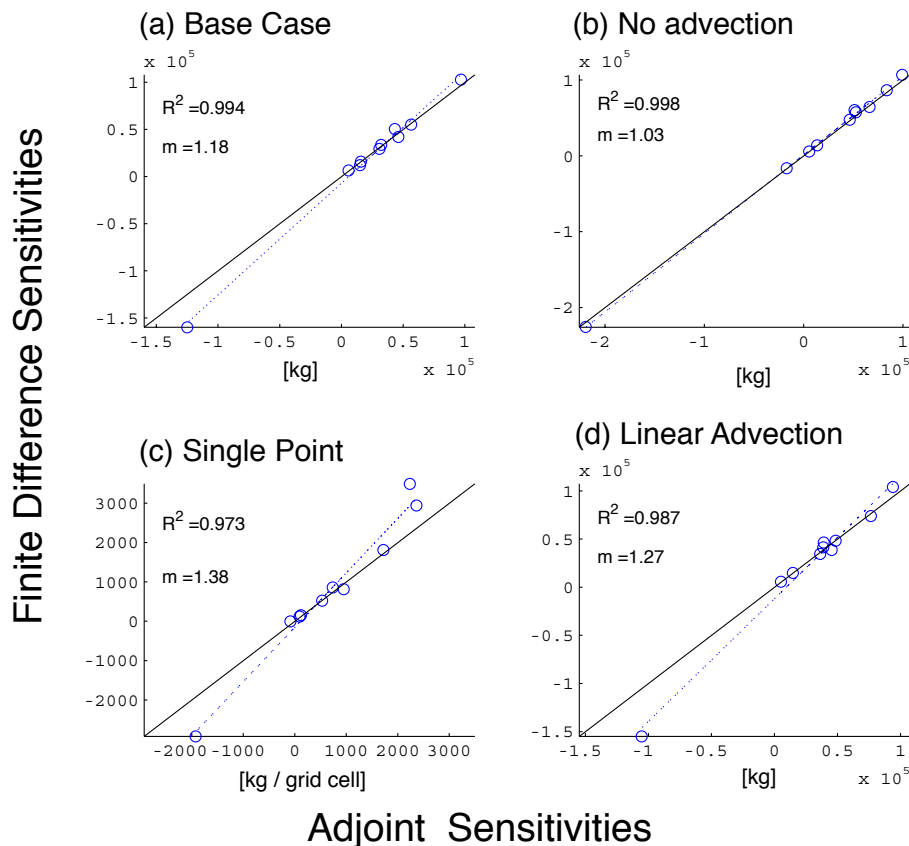 Finite Difference Sensitivities
(a) Base Case
x 10^5
R^2 =0.994
m =1.18
1
0.5
0
-0.5
-1
-1.5
-1.5 -1 -0.5 0 0.5 1
[kg]
x 10^5
(b) No advection
x 10^5
R^2 =0.998
m =1.03
1
0
-1
-2
-2 -1 0 1
[kg]
x 10^5
(c) Single Point
R^2 =0.973
m =1.38
3000
2000
1000
0
-1000
-2000
-2000 -1000 0 1000 2000 3000
[kg / grid cell]
(d) Linear Advection
x 10^5
R^2 =0.987
m =1.27
1
0.5
0
-0.5
-1
-1.5
-1.5 -1 -0.5 0 0.5 1
[kg]
x 10^5
Adjoint Sensitivities